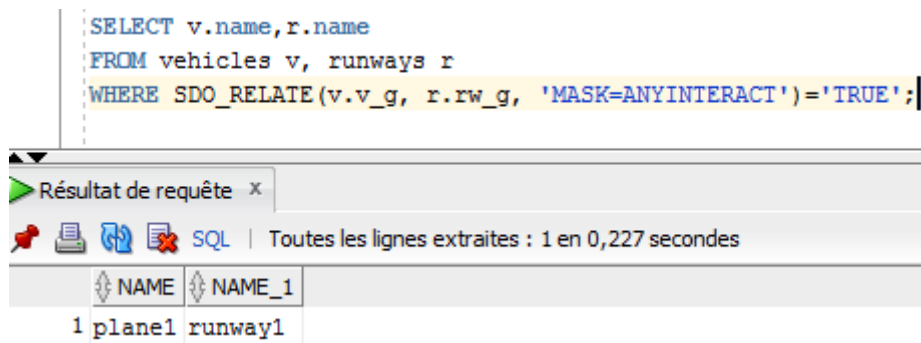 SELECT v.name,r.name
FROM vehicles v, runways r
WHERE SDO_RELATE(v.v_g, r.rw_g, 'MASK=ANYINTERACT')='TRUE';
Résultat de requête x
SQL | Toutes les lignes extraites : 1 en 0,227 secondes
NAME NAME_1
1 plane1 runway1